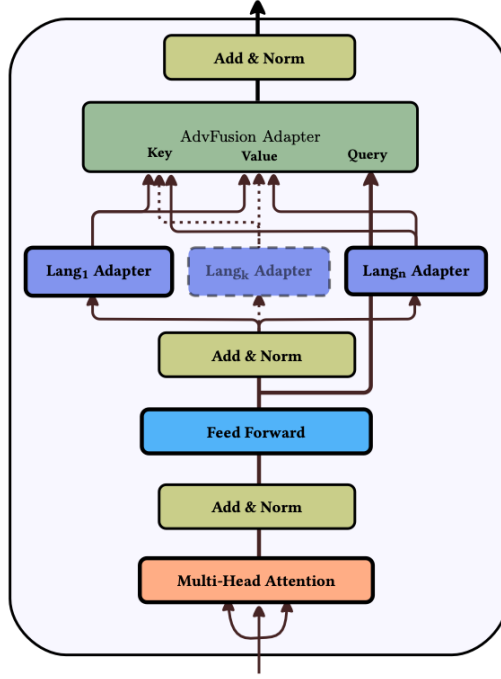 Add & Norm
AdvFusion Adapter
Key Value Query
Lang₁ Adapter Langₖ Adapter Langₙ Adapter
Add & Norm
Feed Forward
Add & Norm
Multi-Head Attention